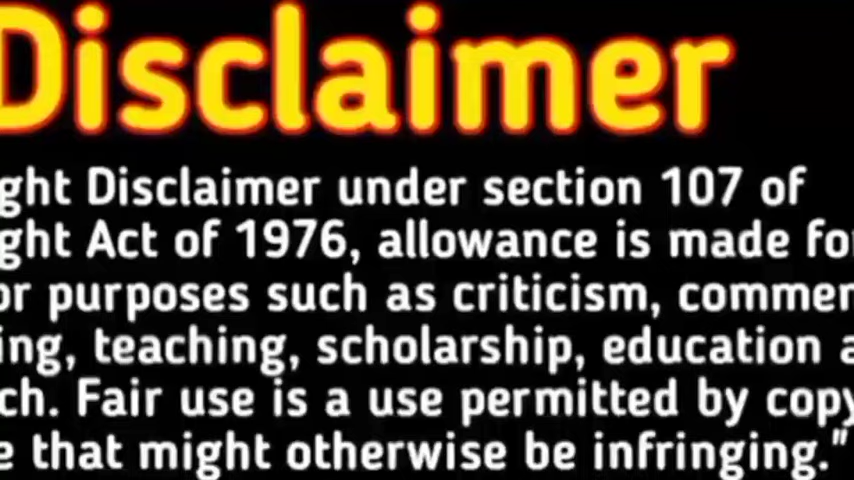 Disclaimer
ght Disclaimer under section 107 of
ght Act of 1976, allowance is made for
or purposes such as criticism, commen
ing, teaching, scholarship, education a
ch. Fair use is a use permitted by copy
e that might otherwise be infringing."